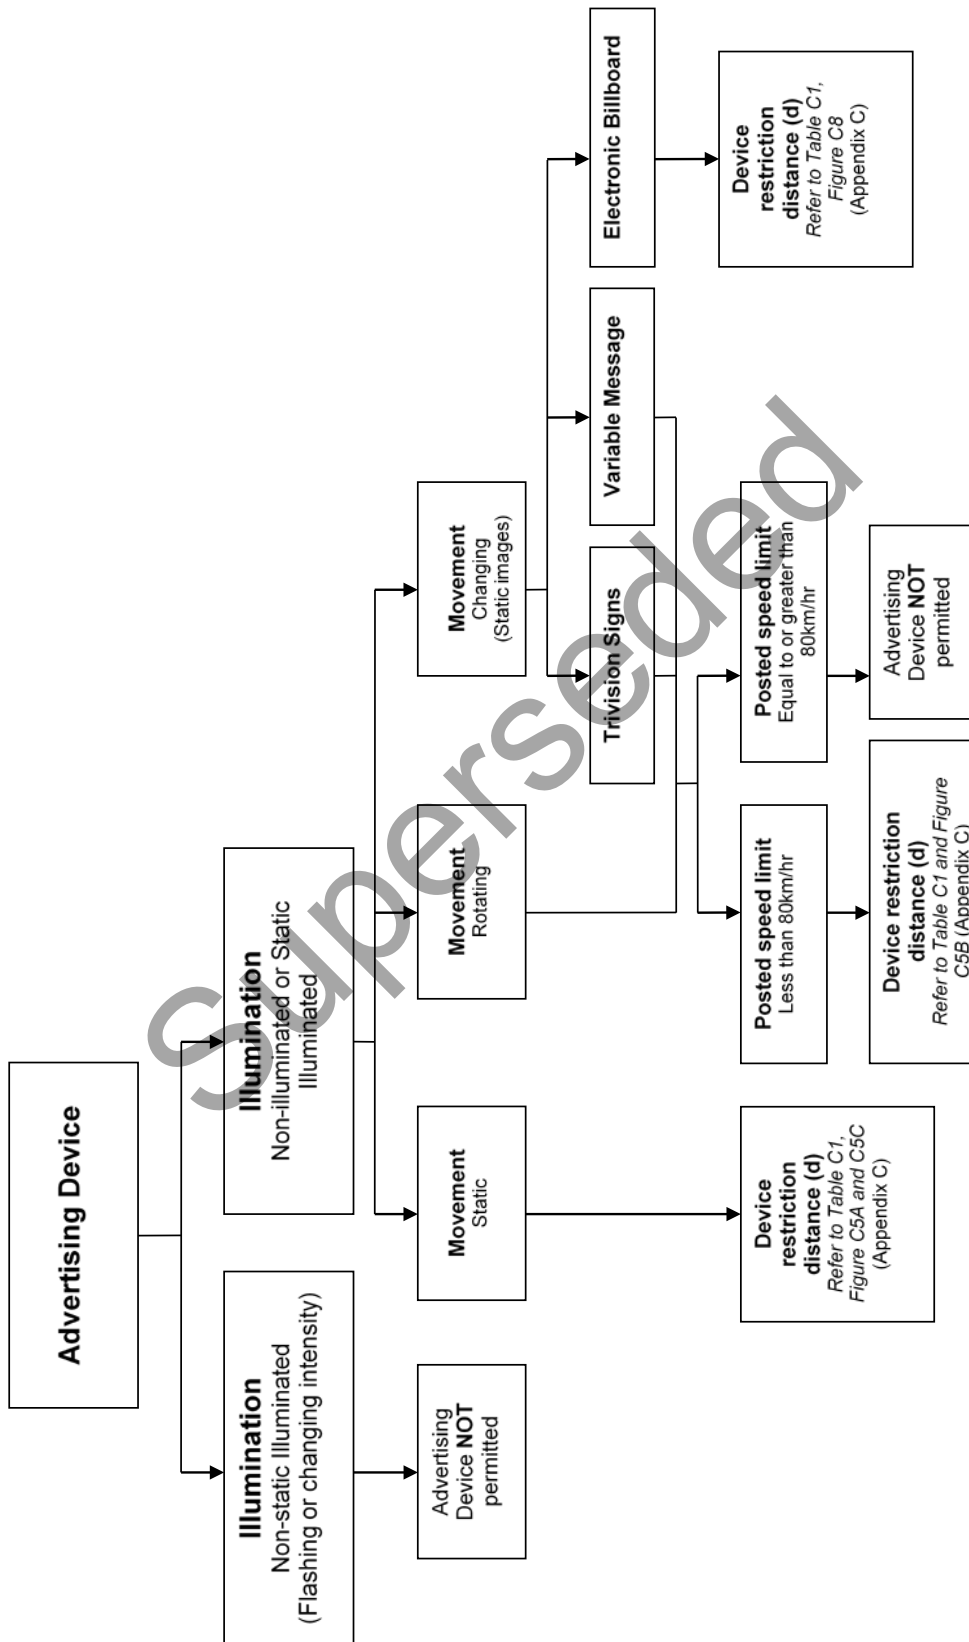 Advertising Device
Illumination
Non-static Illuminated
(Flashing or changing intensity)
Illumination
Non-illuminated or Static
Illuminated
Advertising
Device NOT
permitted
Movement
Static
Movement
Rotating
Movement
Changing
(Static images)
Trivision Signs
Variable Message
Electronic Billboard
Device
restriction
distance (d)
Refer to Table C1,
Figure C5A and C5C
(Appendix C)
Posted speed limit
Less than 80km/hr
Posted speed limit
Equal to or greater than
80km/hr
Device
restriction
distance (d)
Refer to Table C1,
Figure C8
(Appendix C)
Device restriction
distance (d)
Refer to Table C1 and Figure
C5B (Appendix C)
Advertising
Device NOT
permitted
Superseded